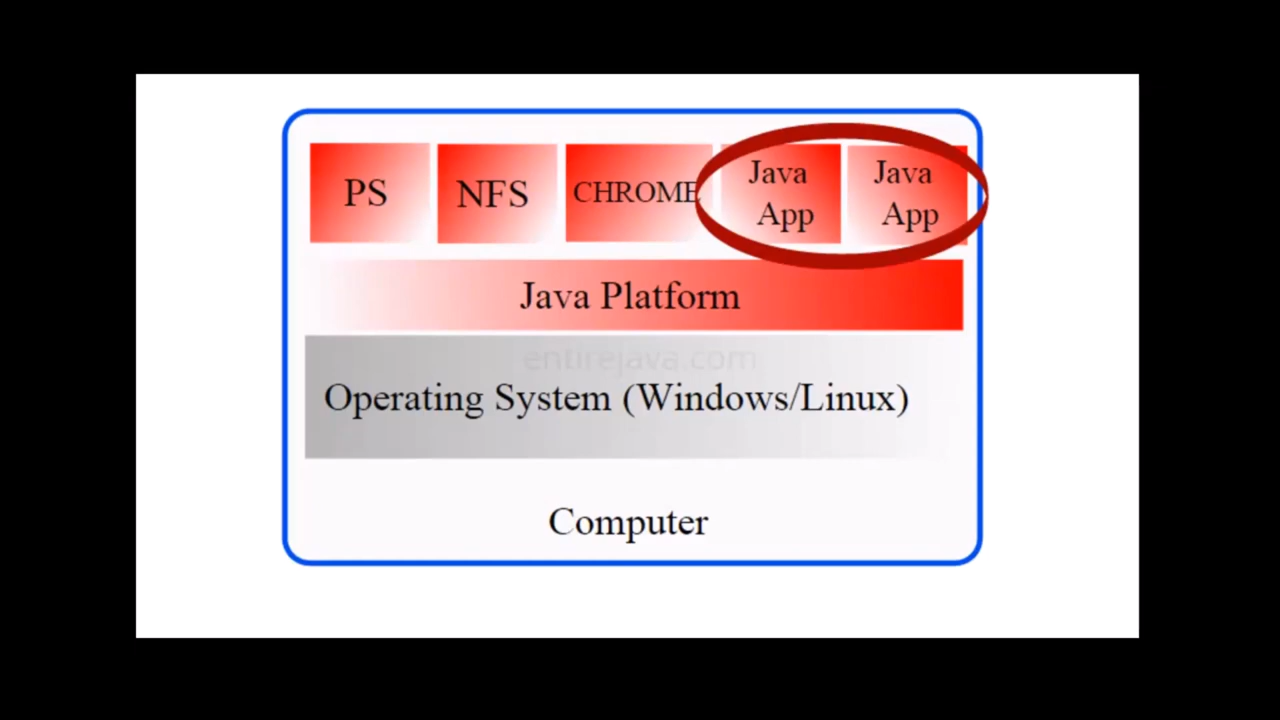 PS
NFS
CHROME
Java
App
Java
App
Java Platform
entirejava.com
Operating System (Windows/Linux)
Computer